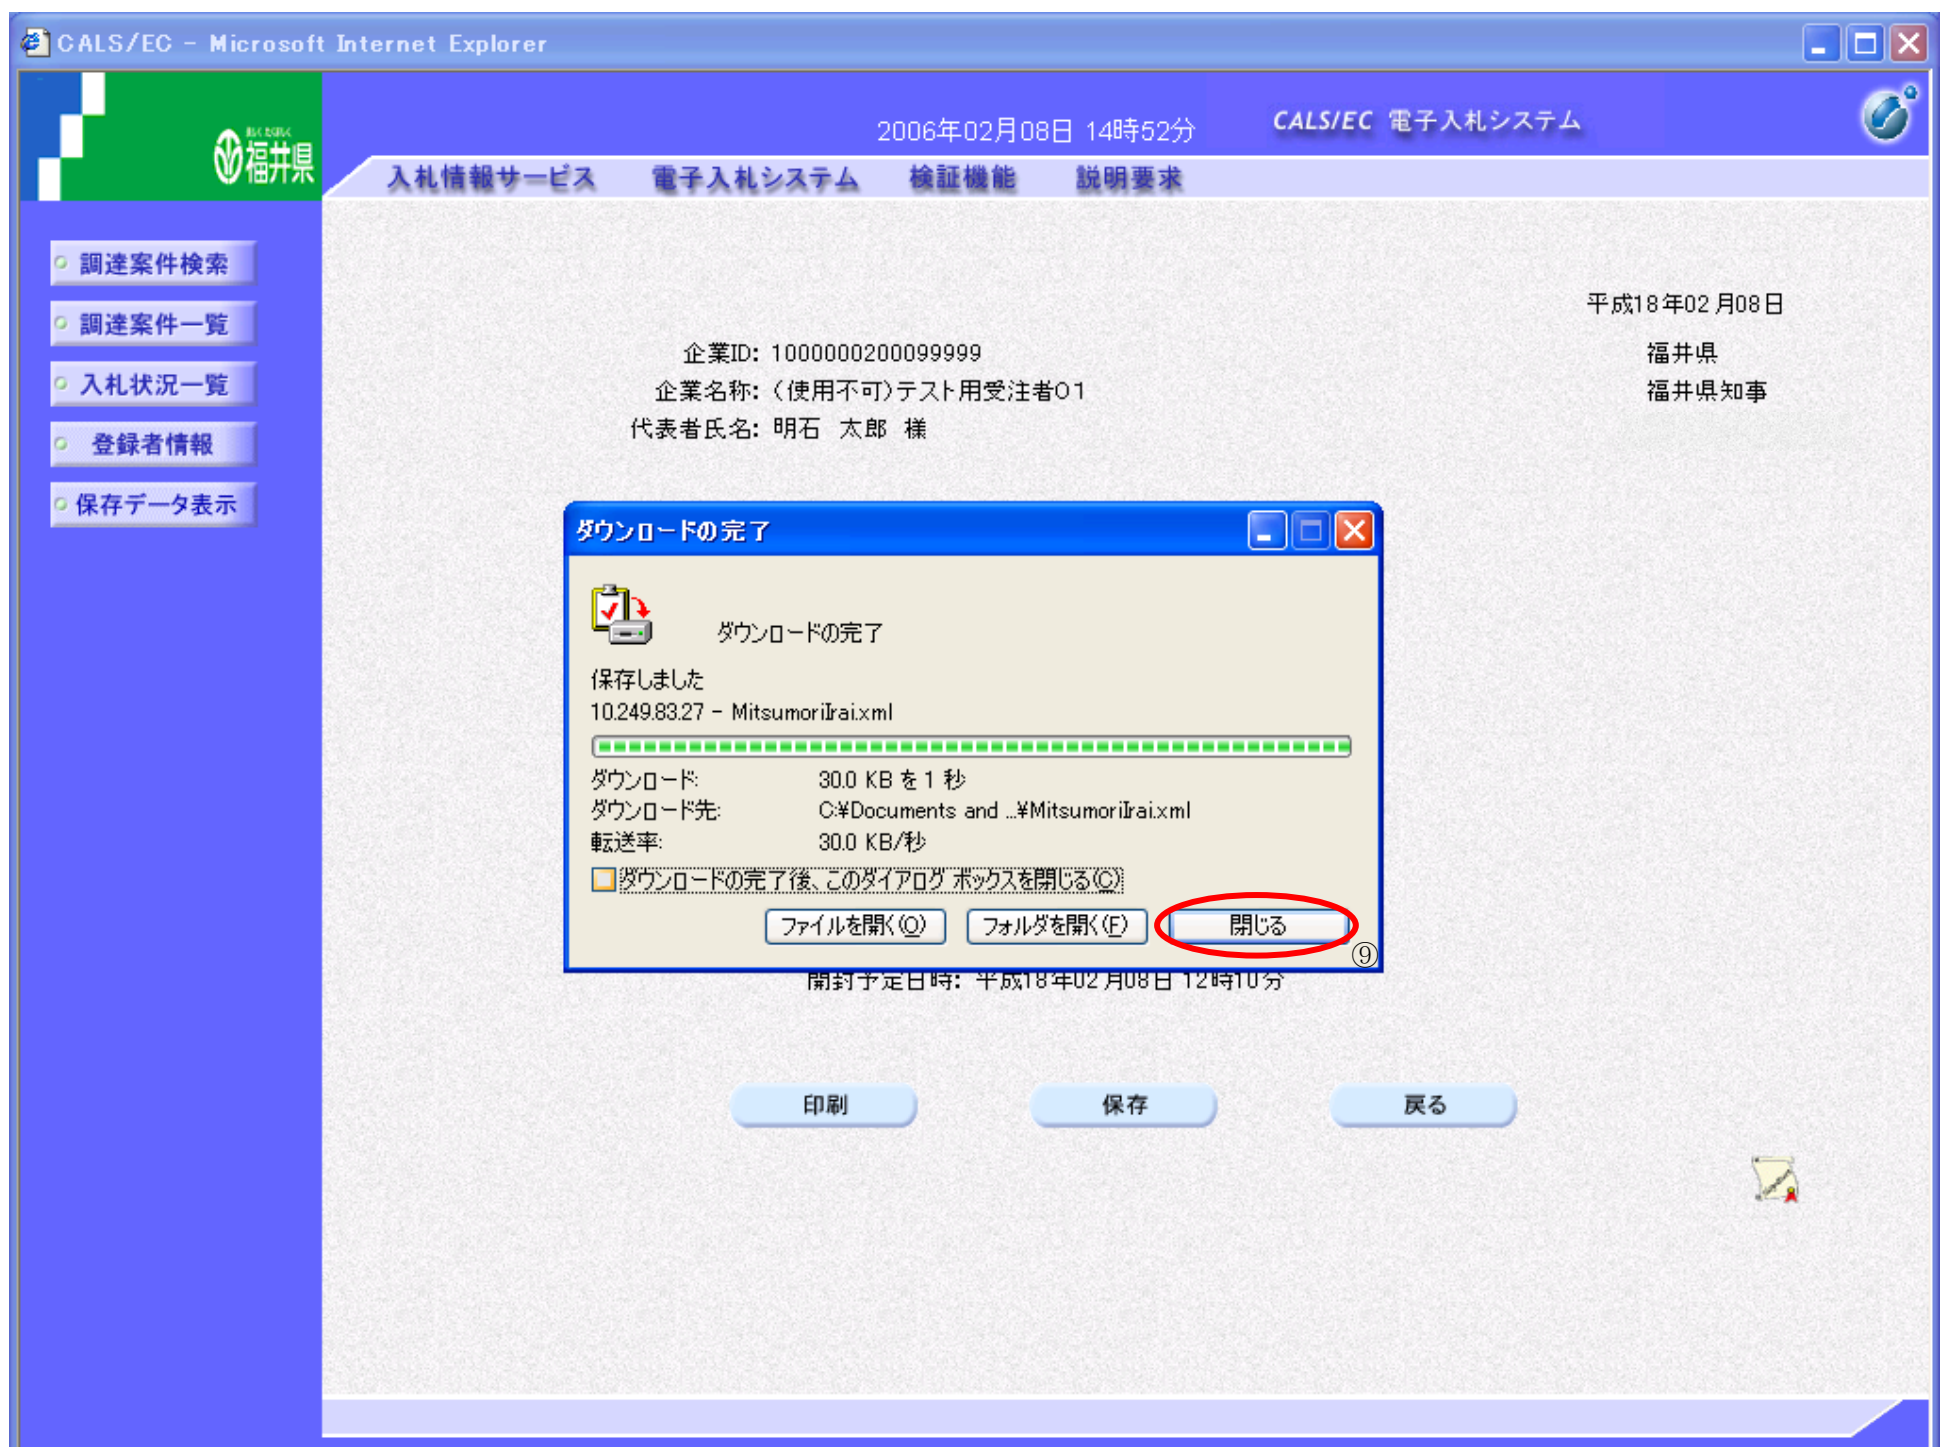 CALS/EC - Microsoft Internet Explorer
福井県
2006年02月08日 14時52分
CALS/EC 電子入札システム
入札情報サービス 電子入札システム 検証機能 説明要求
調達案件検索
調達案件一覧
入札状況一覧
登録者情報
保存データ表示
平成18年02月08日
企業ID: 1000000200099999
福井県
企業名称: (使用不可)テスト用受注者01
福井県知事
代表者氏名: 明石 太郎 様
ダウンロードの完了
ダウンロードの完了
保存しました
10.249.83.27 - MitsumoriIrai.xml
ダウンロード: 30.0 KB を 1 秒
ダウンロード先: C:¥Documents and ...¥MitsumoriIrai.xml
転送率: 30.0 KB/秒
ダウンロードの完了後、このダイアログ ボックスを閉じる(C)
ファイルを開く(O) フォルダを開く(F) 閉じる
⑨
開封予定日時: 平成18年02月08日 12時10分
印刷 保存 戻る